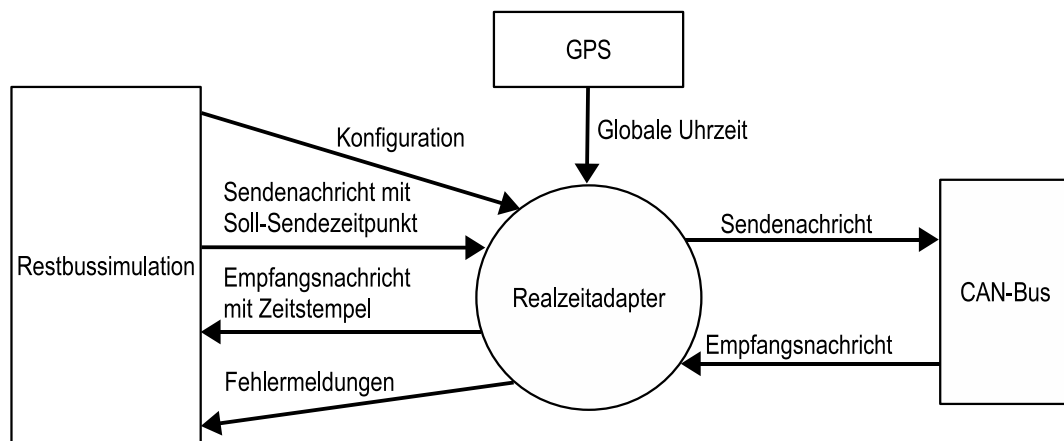 GPS
Globale Uhrzeit
Konfiguration
Sendenachricht mit
Soll-Sendezeitpunkt
Restbussimulation
Empfangsnachricht
mit Zeitstempel
Fehlermeldungen
Realzeitadapter
Sendenachricht
CAN-Bus
Empfangsnachricht